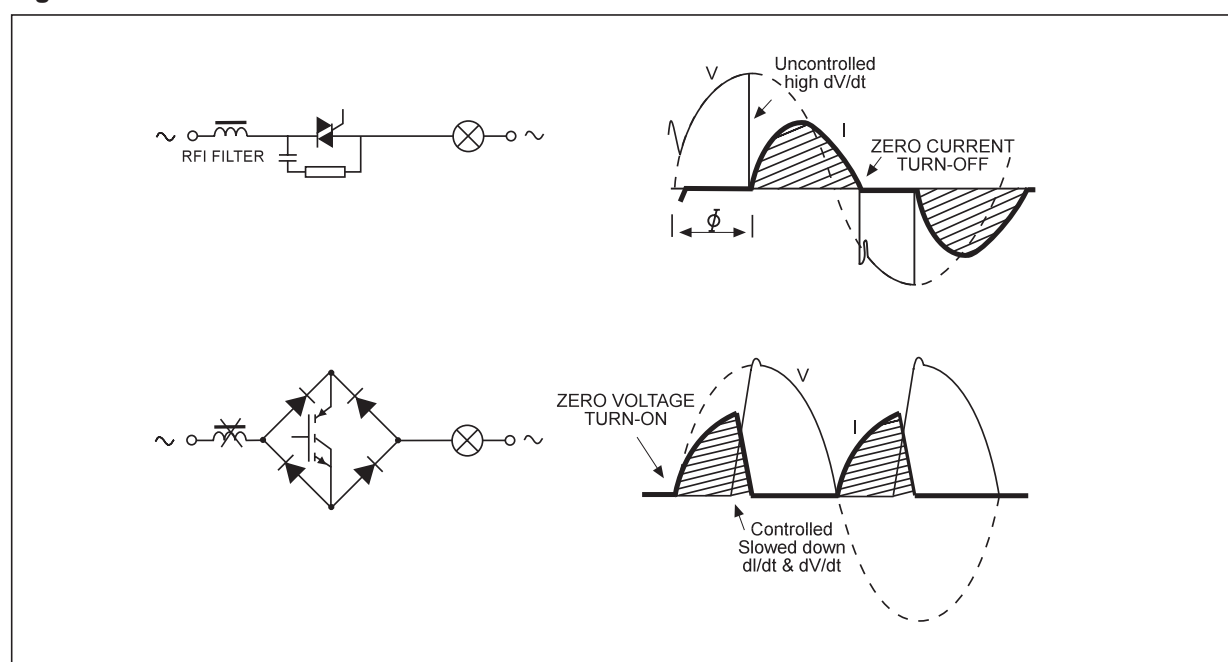 V
Uncontrolled
high dV/dt
RFI FILTER
I
ZERO CURRENT
TURN-OFF
ϕ
ZERO VOLTAGE
TURN-ON
V
I
Controlled
Slowed down
dI/dt & dV/dt